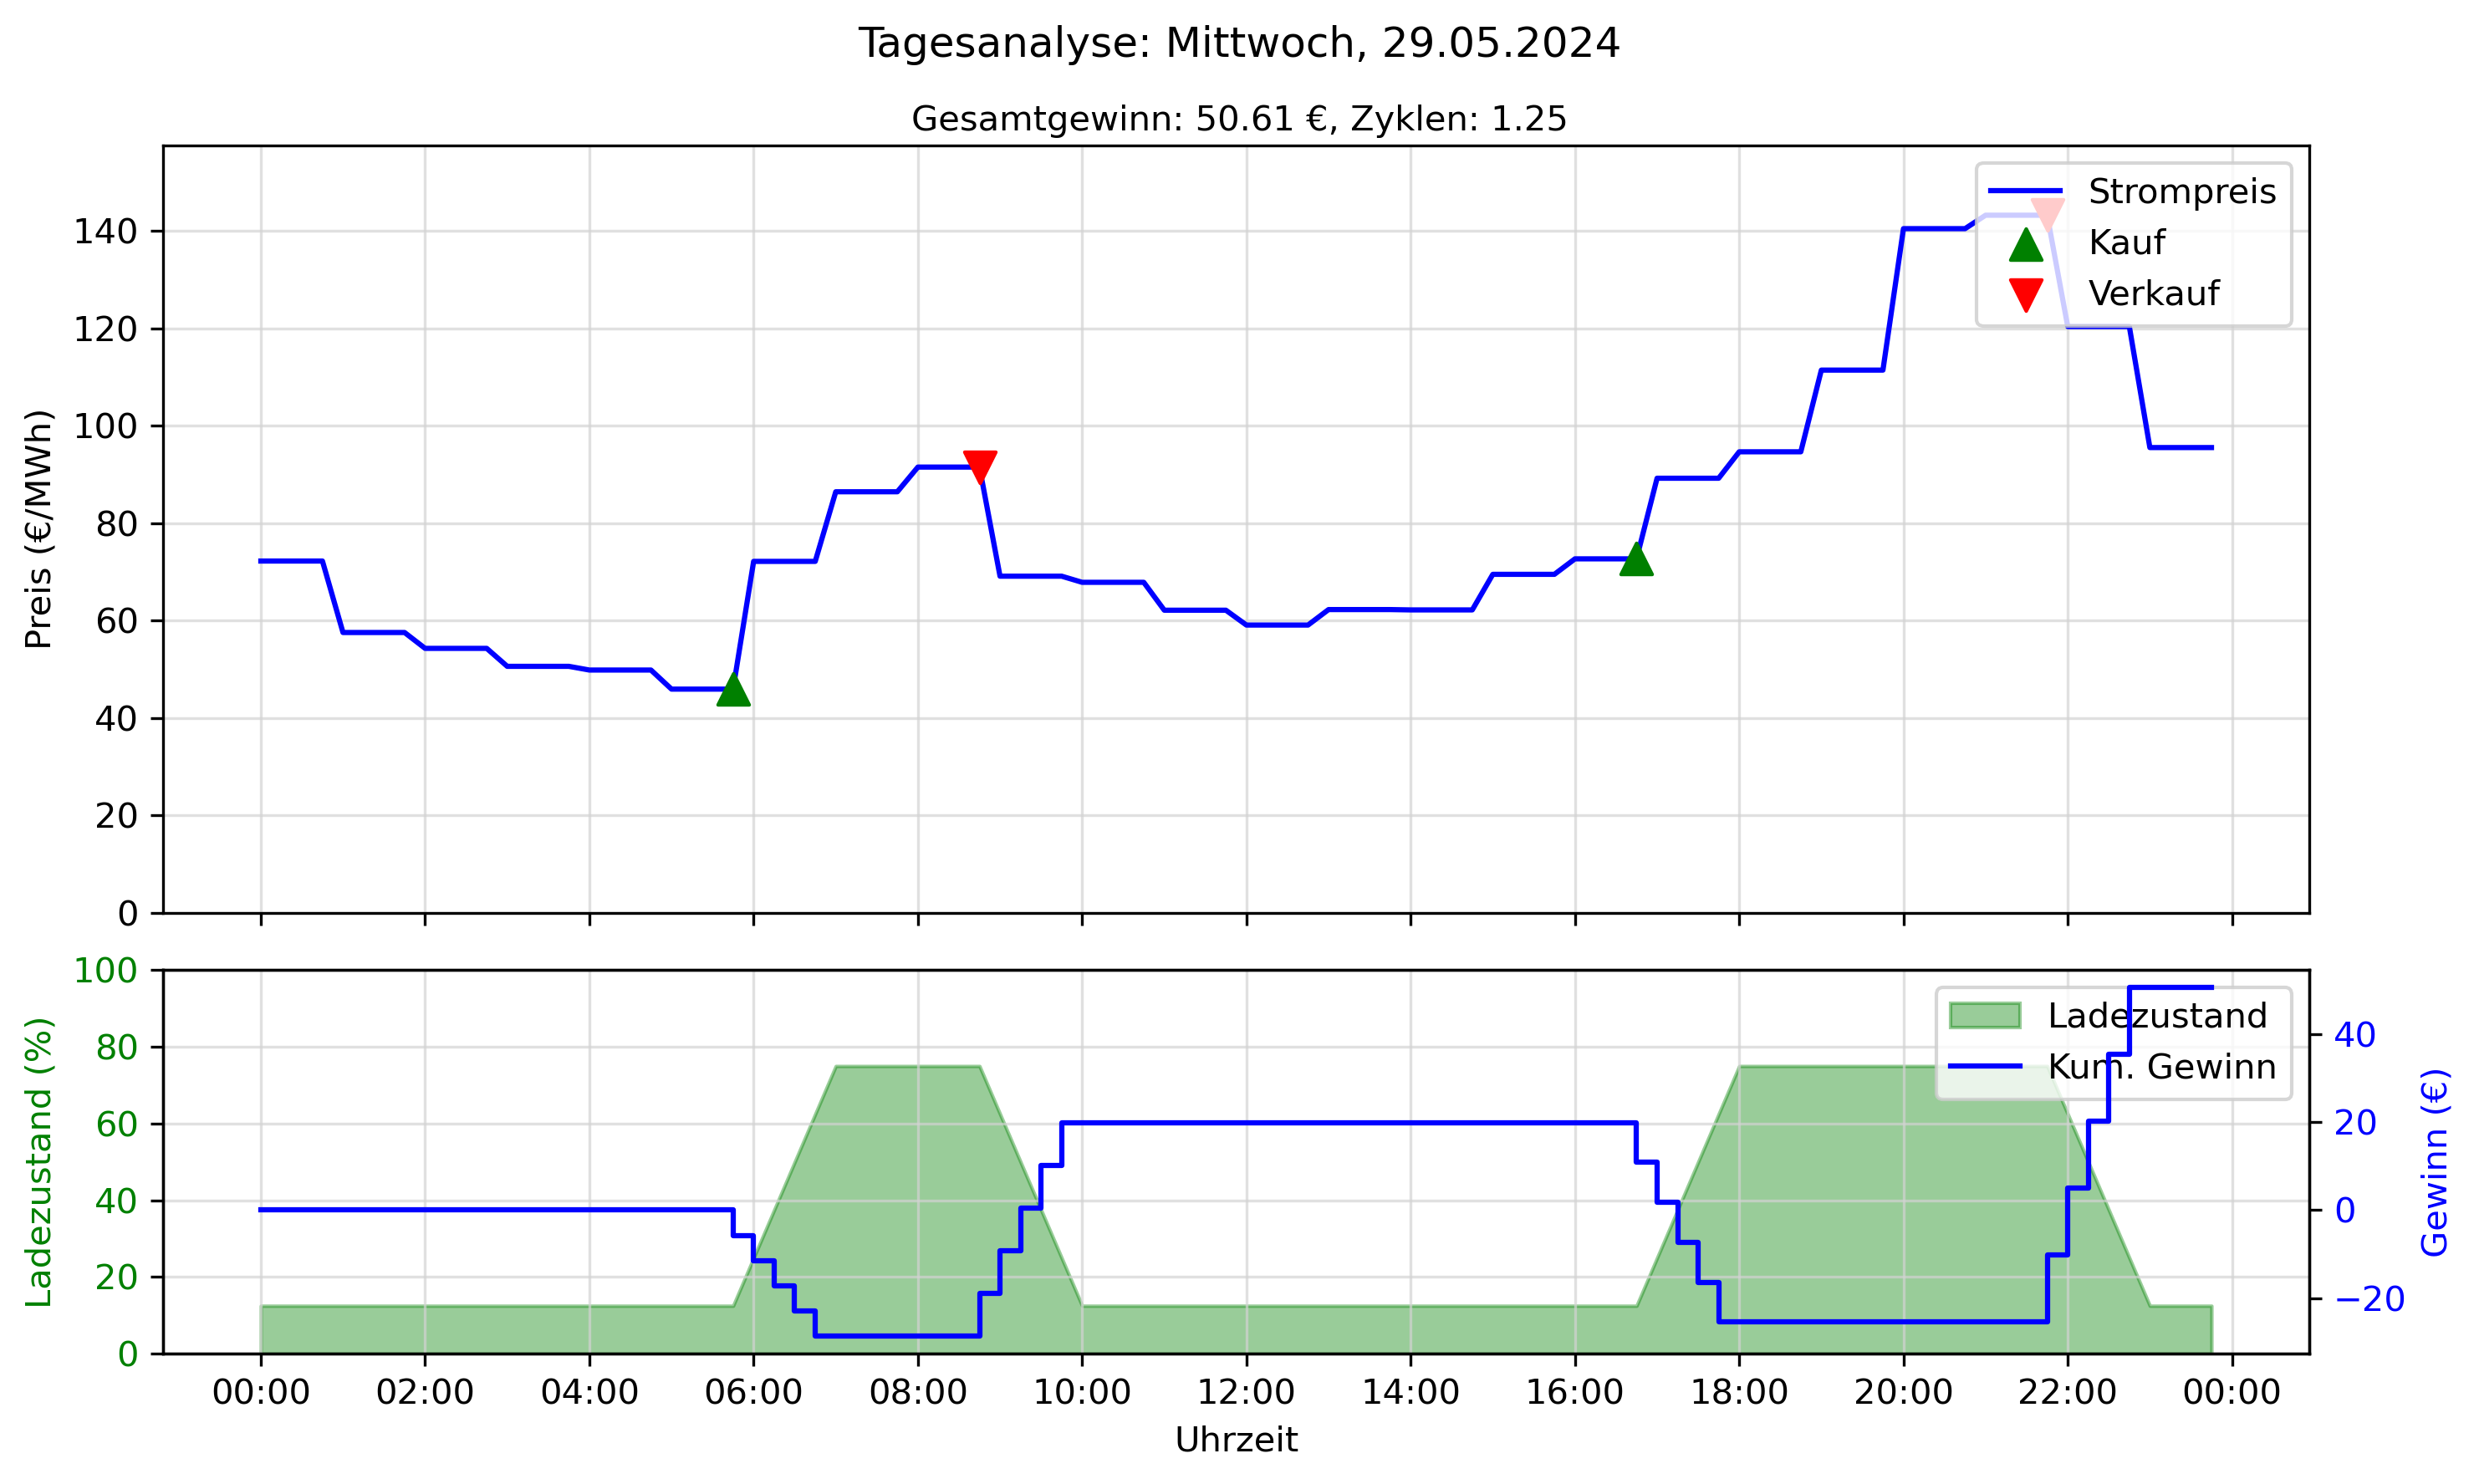 Tagesanalyse: Mittwoch, 29.05.2024
Gesamtgewinn: 50.61 €, Zyklen: 1.25
Preis (€/MWh)
140
120
100
80
60
40
20
0
Strompreis
Kauf
Verkauf
Ladezustand (%)
100
80
60
40
20
0
Ladezustand
Kum. Gewinn
40
20
0
−20
Gewinn (€)
00:00 02:00 04:00 06:00 08:00 10:00 12:00 14:00 16:00 18:00 20:00 22:00 00:00
Uhrzeit